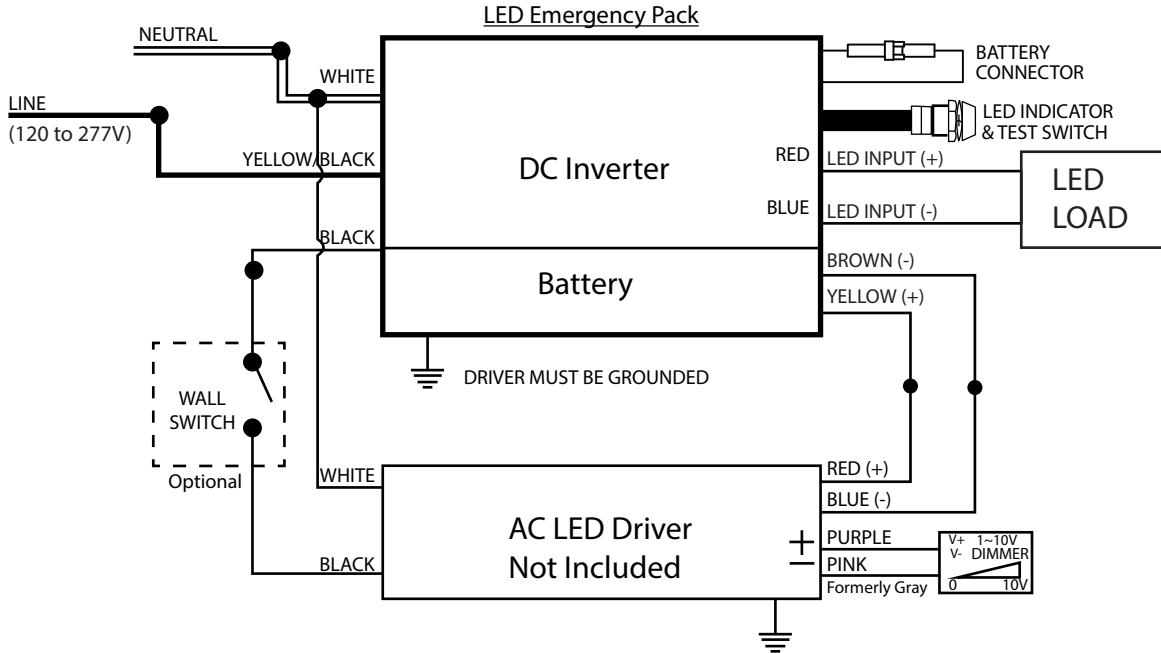 LED Emergency Pack
NEUTRAL
WHITE
LINE
(120 to 277V)
YELLOW/BLACK
BLACK
DC Inverter
Battery
BATTERY
CONNECTOR
LED INDICATOR
& TEST SWITCH
RED
LED INPUT (+)
BLUE
LED INPUT (-)
LED
LOAD
BROWN (-)
YELLOW (+)
DRIVER MUST BE GROUNDED
WALL
SWITCH
Optional
WHITE
BLACK
AC LED Driver
Not Included
RED (+)
BLUE (-)
+
PURPLE
−
PINK
Formerly Gray
V+ 1~10V
V- DIMMER
0 10V